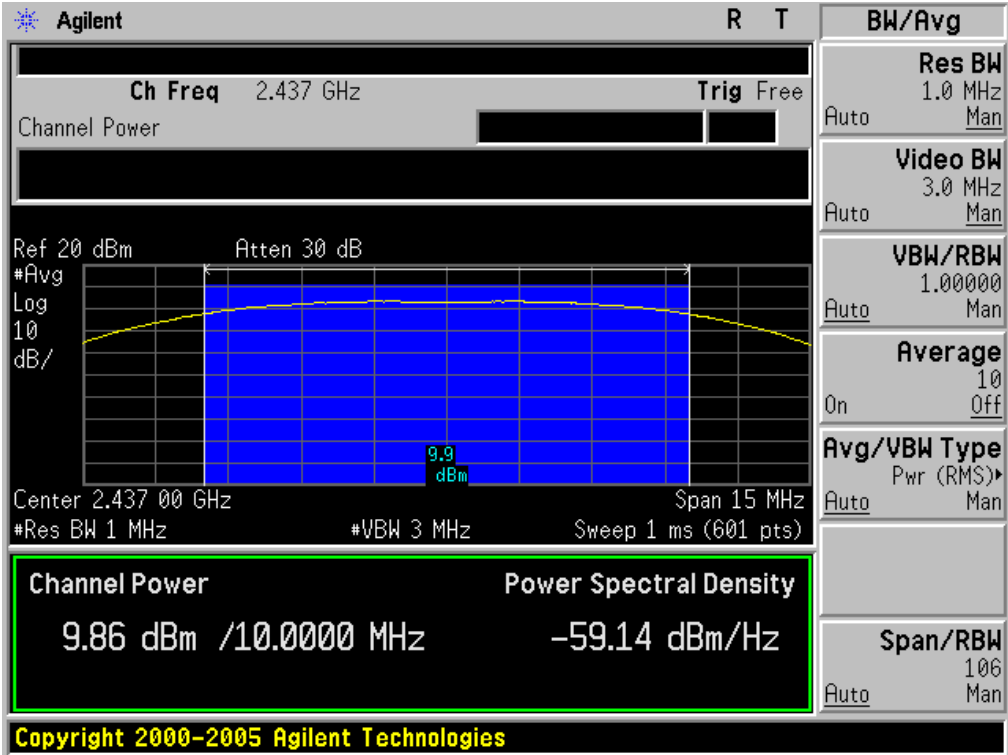 Agilent R T
Ch Freq 2.437 GHz Trig Free
Channel Power
Ref 20 dBm Atten 30 dB
#Avg
Log
10
dB/
9.9
dBm
Center 2.437 00 GHz Span 15 MHz
#Res BW 1 MHz #VBW 3 MHz Sweep 1 ms (601 pts)
Channel Power Power Spectral Density
9.86 dBm /10.0000 MHz -59.14 dBm/Hz
Copyright 2000-2005 Agilent Technologies
BW/Avg
Res BW
1.0 MHz
Auto Man
Video BW
3.0 MHz
Auto Man
VBW/RBW
1.00000
Auto Man
Average
10
On Off
Avg/VBW Type
Pwr (RMS)▸
Auto Man
Span/RBW
106
Auto Man